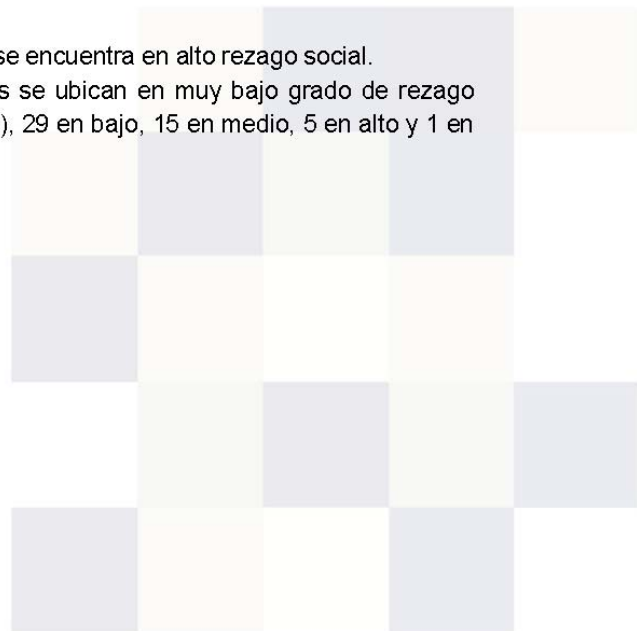 se encuentra en alto rezago social.
s se ubican en muy bajo grado de rezago
), 29 en bajo, 15 en medio, 5 en alto y 1 en